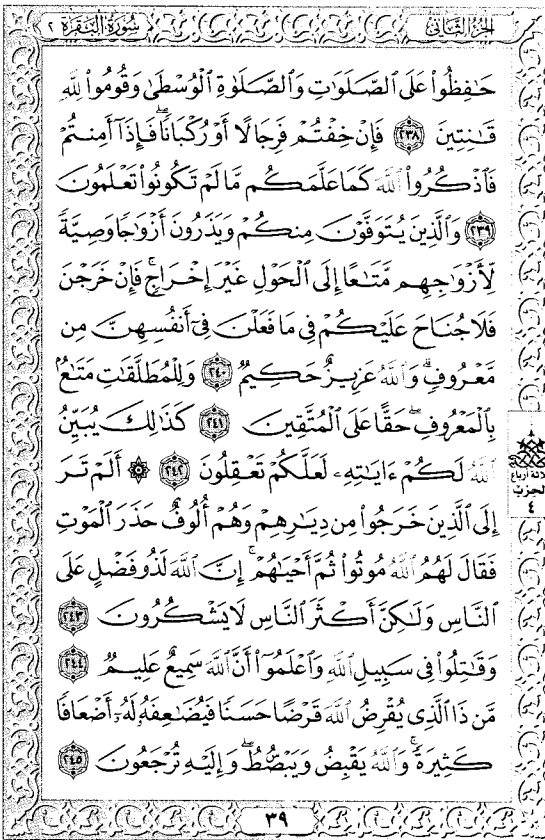 الجزء الثاني
سورة البقرة ٢
حَٰفِظُوا۟ عَلَى ٱلصَّلَوَٰتِ وَٱلصَّلَوٰةِ ٱلْوُسْطَىٰ وَقُومُوا۟ لِلَّهِ
قَٰنِتِينَ ٢٣٨ فَإِنْ خِفْتُمْ فَرِجَالًا أَوْ رُكْبَانًا ۖ فَإِذَآ أَمِنتُمْ
فَٱذْكُرُوا۟ ٱللَّهَ كَمَا عَلَّمَكُم مَّا لَمْ تَكُونُوا۟ تَعْلَمُونَ
٢٣٩ وَٱلَّذِينَ يُتَوَفَّوْنَ مِنكُمْ وَيَذَرُونَ أَزْوَٰجًا وَصِيَّةً
لِّأَزْوَٰجِهِم مَّتَٰعًا إِلَى ٱلْحَوْلِ غَيْرَ إِخْرَاجٍ ۚ فَإِنْ خَرَجْنَ
فَلَا جُنَاحَ عَلَيْكُمْ فِى مَا فَعَلْنَ فِىٓ أَنفُسِهِنَّ مِن
مَّعْرُوفٍ ۗ وَٱللَّهُ عَزِيزٌ حَكِيمٌ ٢٤٠ وَلِلْمُطَلَّقَٰتِ مَتَٰعٌۢ
بِٱلْمَعْرُوفِ ۖ حَقًّا عَلَى ٱلْمُتَّقِينَ ٢٤١ كَذَٰلِكَ يُبَيِّنُ
ٱللَّهُ لَكُمْ ءَايَٰتِهِۦ لَعَلَّكُمْ تَعْقِلُونَ ٢٤٢ ۞ أَلَمْ تَرَ
إِلَى ٱلَّذِينَ خَرَجُوا۟ مِن دِيَٰرِهِمْ وَهُمْ أُلُوفٌ حَذَرَ ٱلْمَوْتِ
فَقَالَ لَهُمُ ٱللَّهُ مُوتُوا۟ ثُمَّ أَحْيَٰهُمْ ۚ إِنَّ ٱللَّهَ لَذُو فَضْلٍ عَلَى
ٱلنَّاسِ وَلَٰكِنَّ أَكْثَرَ ٱلنَّاسِ لَا يَشْكُرُونَ ٢٤٣
وَقَٰتِلُوا۟ فِى سَبِيلِ ٱللَّهِ وَٱعْلَمُوٓا۟ أَنَّ ٱللَّهَ سَمِيعٌ عَلِيمٌ ٢٤٤
مَّن ذَا ٱلَّذِى يُقْرِضُ ٱللَّهَ قَرْضًا حَسَنًا فَيُضَٰعِفَهُۥ لَهُۥٓ أَضْعَافًا
كَثِيرَةً ۚ وَٱللَّهُ يَقْبِضُ وَيَبْصُۜطُ وَإِلَيْهِ تُرْجَعُونَ ٢٤٥
ثلاثة أرباع
الحزب
٤
٣٩